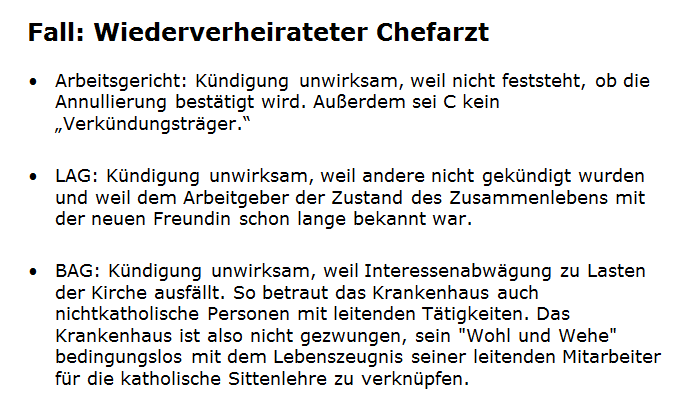 Fall: Wiederverheirateter Chefarzt
• Arbeitsgericht: Kündigung unwirksam, weil nicht feststeht, ob die
Annullierung bestätigt wird. Außerdem sei C kein
„Verkündungsträger.“
• LAG: Kündigung unwirksam, weil andere nicht gekündigt wurden
und weil dem Arbeitgeber der Zustand des Zusammenlebens mit
der neuen Freundin schon lange bekannt war.
• BAG: Kündigung unwirksam, weil Interessenabwägung zu Lasten
der Kirche ausfällt. So betraut das Krankenhaus auch
nichtkatholische Personen mit leitenden Tätigkeiten. Das
Krankenhaus ist also nicht gezwungen, sein "Wohl und Wehe"
bedingungslos mit dem Lebenszeugnis seiner leitenden Mitarbeiter
für die katholische Sittenlehre zu verknüpfen.